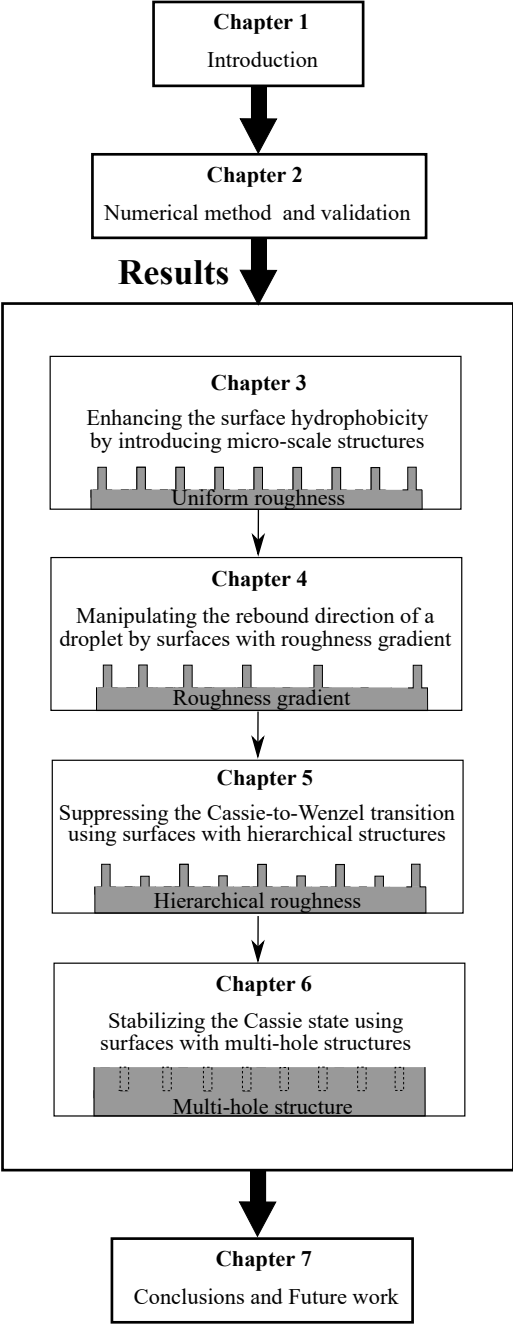 Chapter 1
Introduction
Chapter 2
Numerical method and validation
Results
Chapter 3
Enhancing the surface hydrophobicity
by introducing micro-scale structures
Uniform roughness
Chapter 4
Manipulating the rebound direction of a
droplet by surfaces with roughness gradient
Roughness gradient
Chapter 5
Suppressing the Cassie-to-Wenzel transition
using surfaces with hierarchical structures
Hierarchical roughness
Chapter 6
Stabilizing the Cassie state using
surfaces with multi-hole structures
Multi-hole structure
Chapter 7
Conclusions and Future work